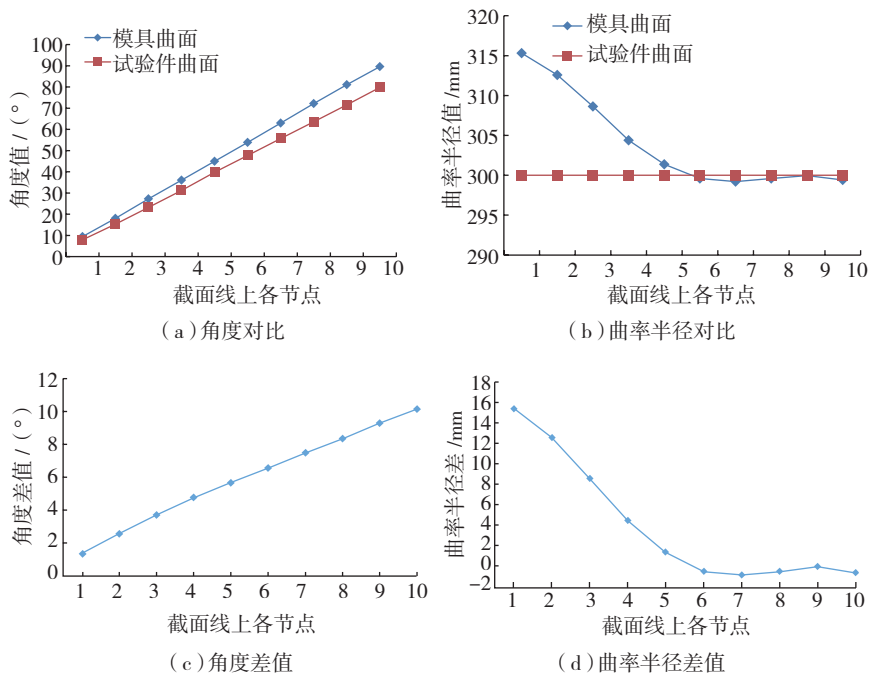 模具曲面
试验件曲面
角度值 / (°)
100
90
80
70
60
50
40
30
20
10
0
1 2 3 4 5 6 7 8 9 10
截面线上各节点
(a)角度对比
模具曲面
试验件曲面
曲率半径值 /mm
320
315
310
305
300
295
290
1 2 3 4 5 6 7 8 9 10
截面线上各节点
(b)曲率半径对比
角度差值 / (°)
12
10
8
6
4
2
0
1 2 3 4 5 6 7 8 9 10
截面线上各节点
(c)角度差值
曲率半径差 /mm
18
16
14
12
10
8
6
4
2
0
-2
1 2 3 4 5 6 7 8 9 10
截面线上各节点
(d)曲率半径差值